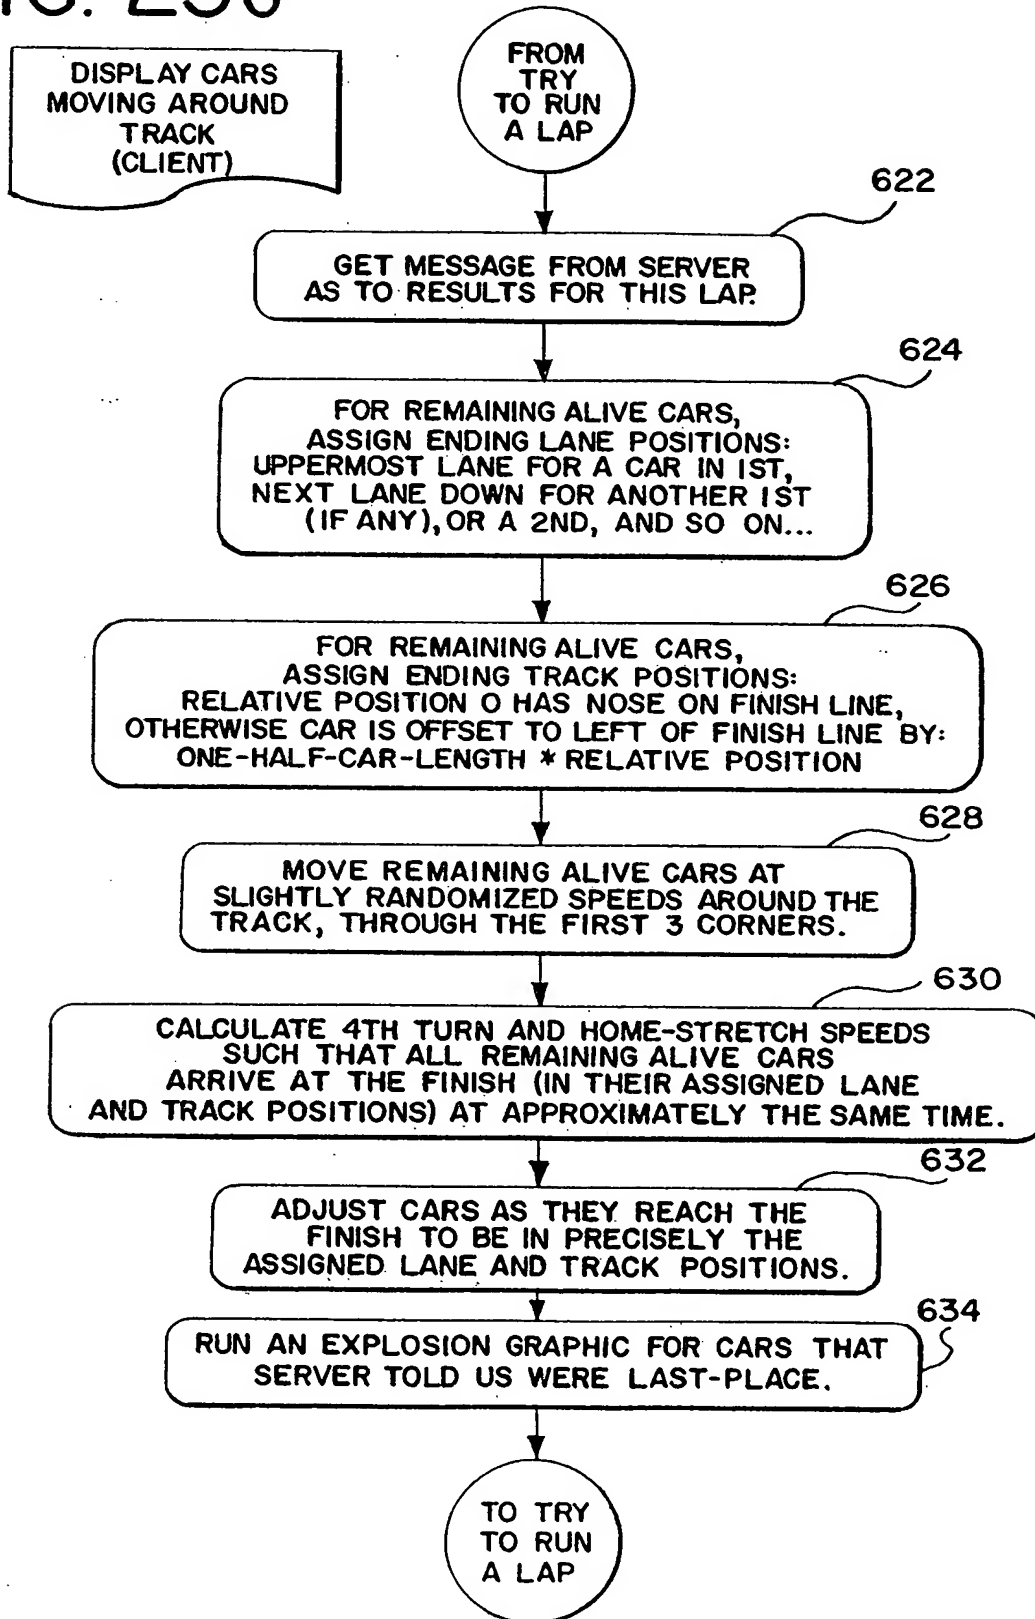 DISPLAY CARS
MOVING AROUND
TRACK
(CLIENT)
FROM
TRY
TO RUN
A LAP
622
GET MESSAGE FROM SERVER
AS TO RESULTS FOR THIS LAP.
624
FOR REMAINING ALIVE CARS,
ASSIGN ENDING LANE POSITIONS:
UPPERMOST LANE FOR A CAR IN 1ST,
NEXT LANE DOWN FOR ANOTHER 1ST
(IF ANY), OR A 2ND, AND SO ON...
626
FOR REMAINING ALIVE CARS,
ASSIGN ENDING TRACK POSITIONS:
RELATIVE POSITION 0 HAS NOSE ON FINISH LINE,
OTHERWISE CAR IS OFFSET TO LEFT OF FINISH LINE BY:
ONE-HALF-CAR-LENGTH * RELATIVE POSITION
628
MOVE REMAINING ALIVE CARS AT
SLIGHTLY RANDOMIZED SPEEDS AROUND THE
TRACK, THROUGH THE FIRST 3 CORNERS.
630
CALCULATE 4TH TURN AND HOME-STRETCH SPEEDS
SUCH THAT ALL REMAINING ALIVE CARS
ARRIVE AT THE FINISH (IN THEIR ASSIGNED LANE
AND TRACK POSITIONS) AT APPROXIMATELY THE SAME TIME.
632
ADJUST CARS AS THEY REACH THE
FINISH TO BE IN PRECISELY THE
ASSIGNED LANE AND TRACK POSITIONS.
634
RUN AN EXPLOSION GRAPHIC FOR CARS THAT
SERVER TOLD US WERE LAST-PLACE.
TO TRY
TO RUN
A LAP